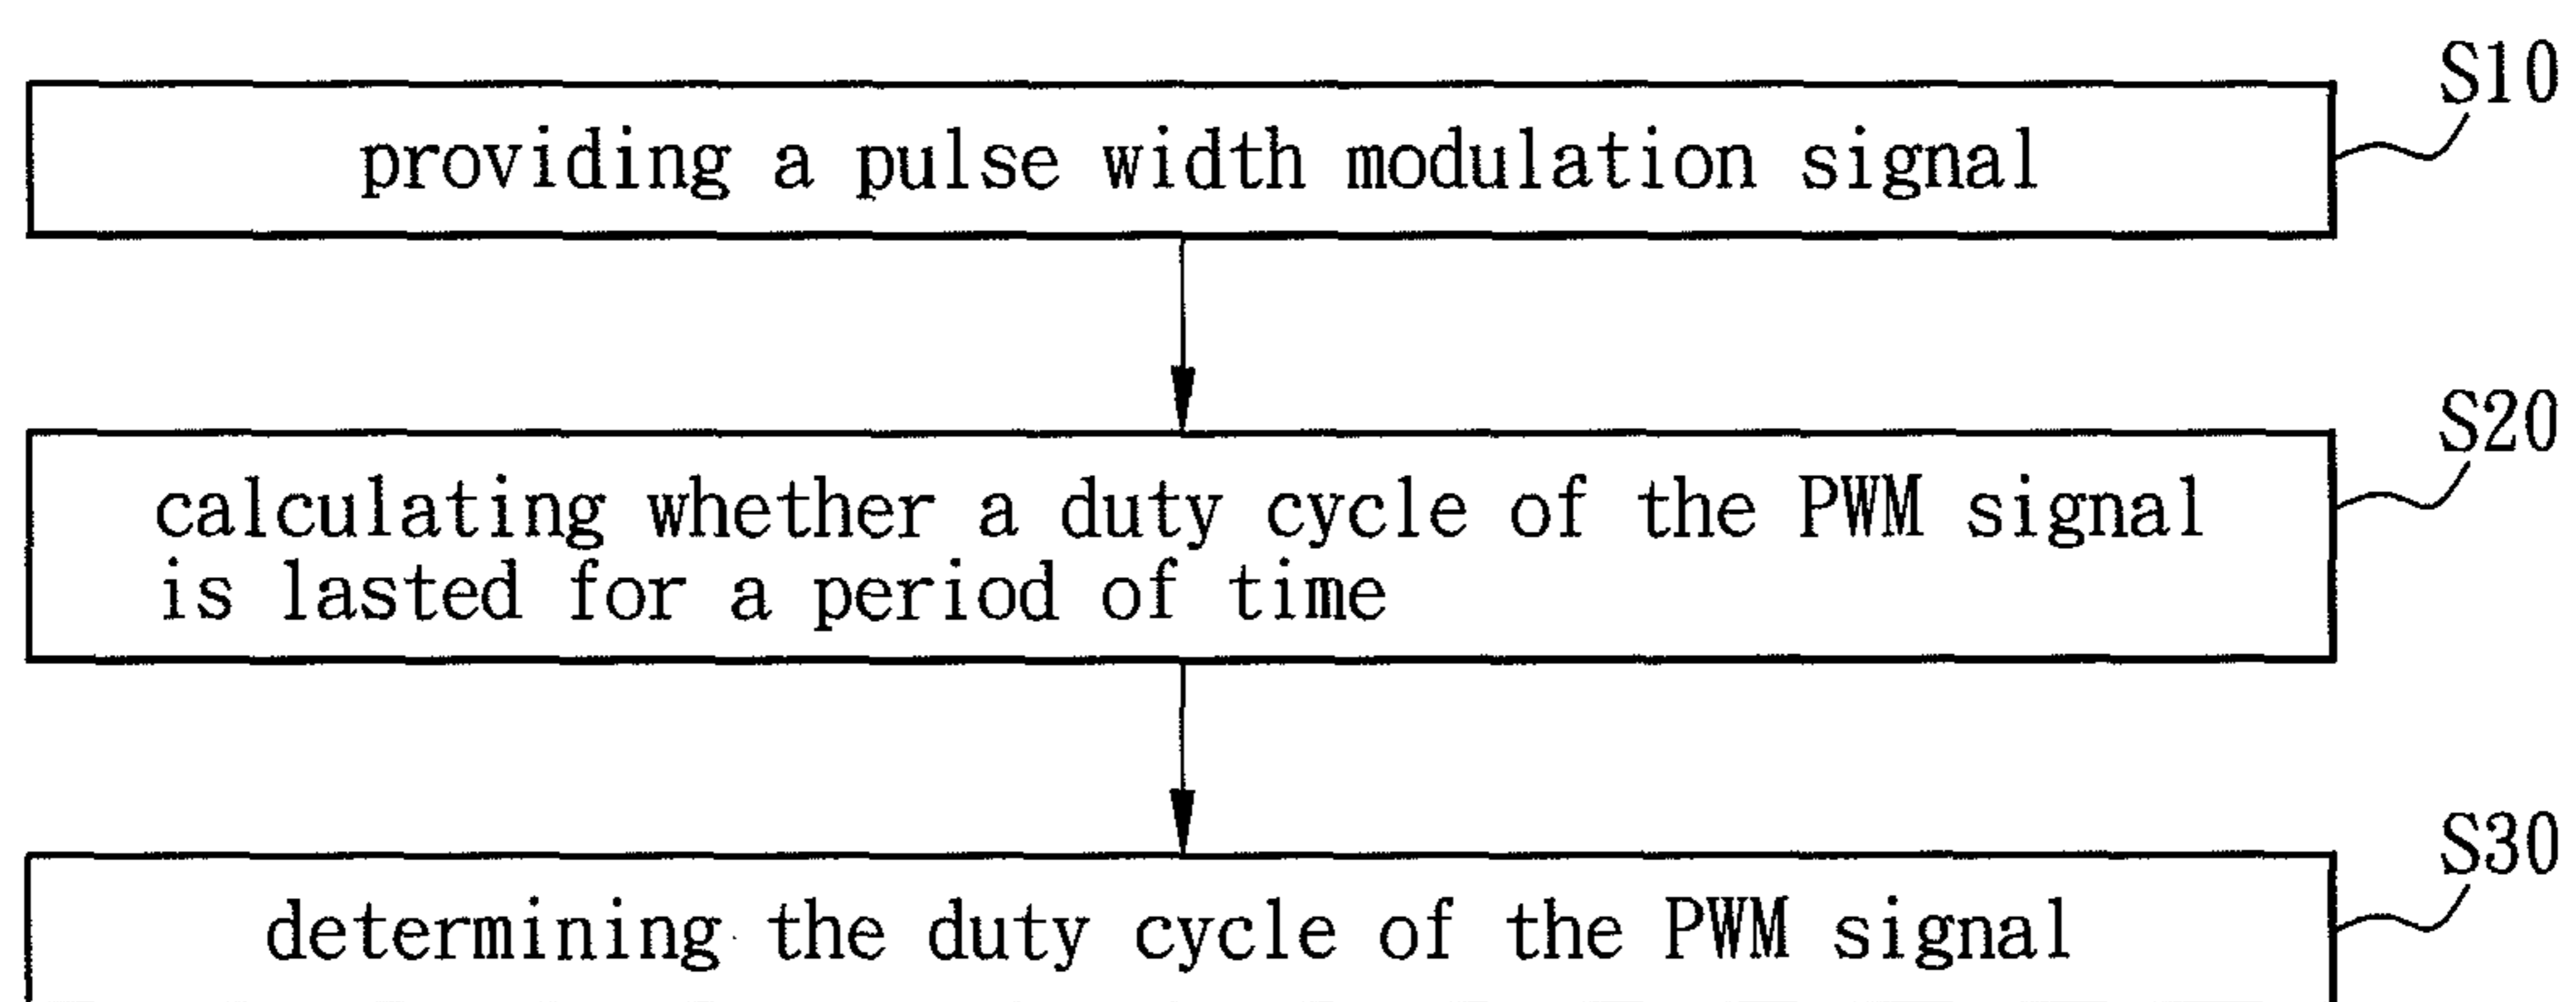 S10
providing a pulse width modulation signal
S20
calculating whether a duty cycle of the PWM signal
is lasted for a period of time
S30
determining the duty cycle of the PWM signal